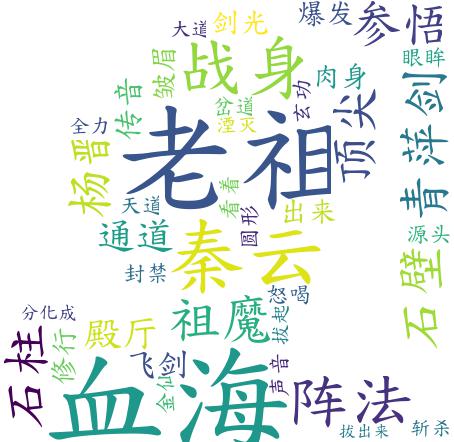 爆发
参悟
大道
剑光
战身
皱眉
眼眸
肉身
传音
岔道
湮灭
玄功
顶尖
青萍剑
全力
杨晋
老祖
看着
天道
出来
圆形
通道
秦云
源头
封禁
石壁
怒喝
分化成
祖魔
拔起
殿厅
石柱
修行
飞剑
金仙
声音
血海
阵法
拔出来
斩杀